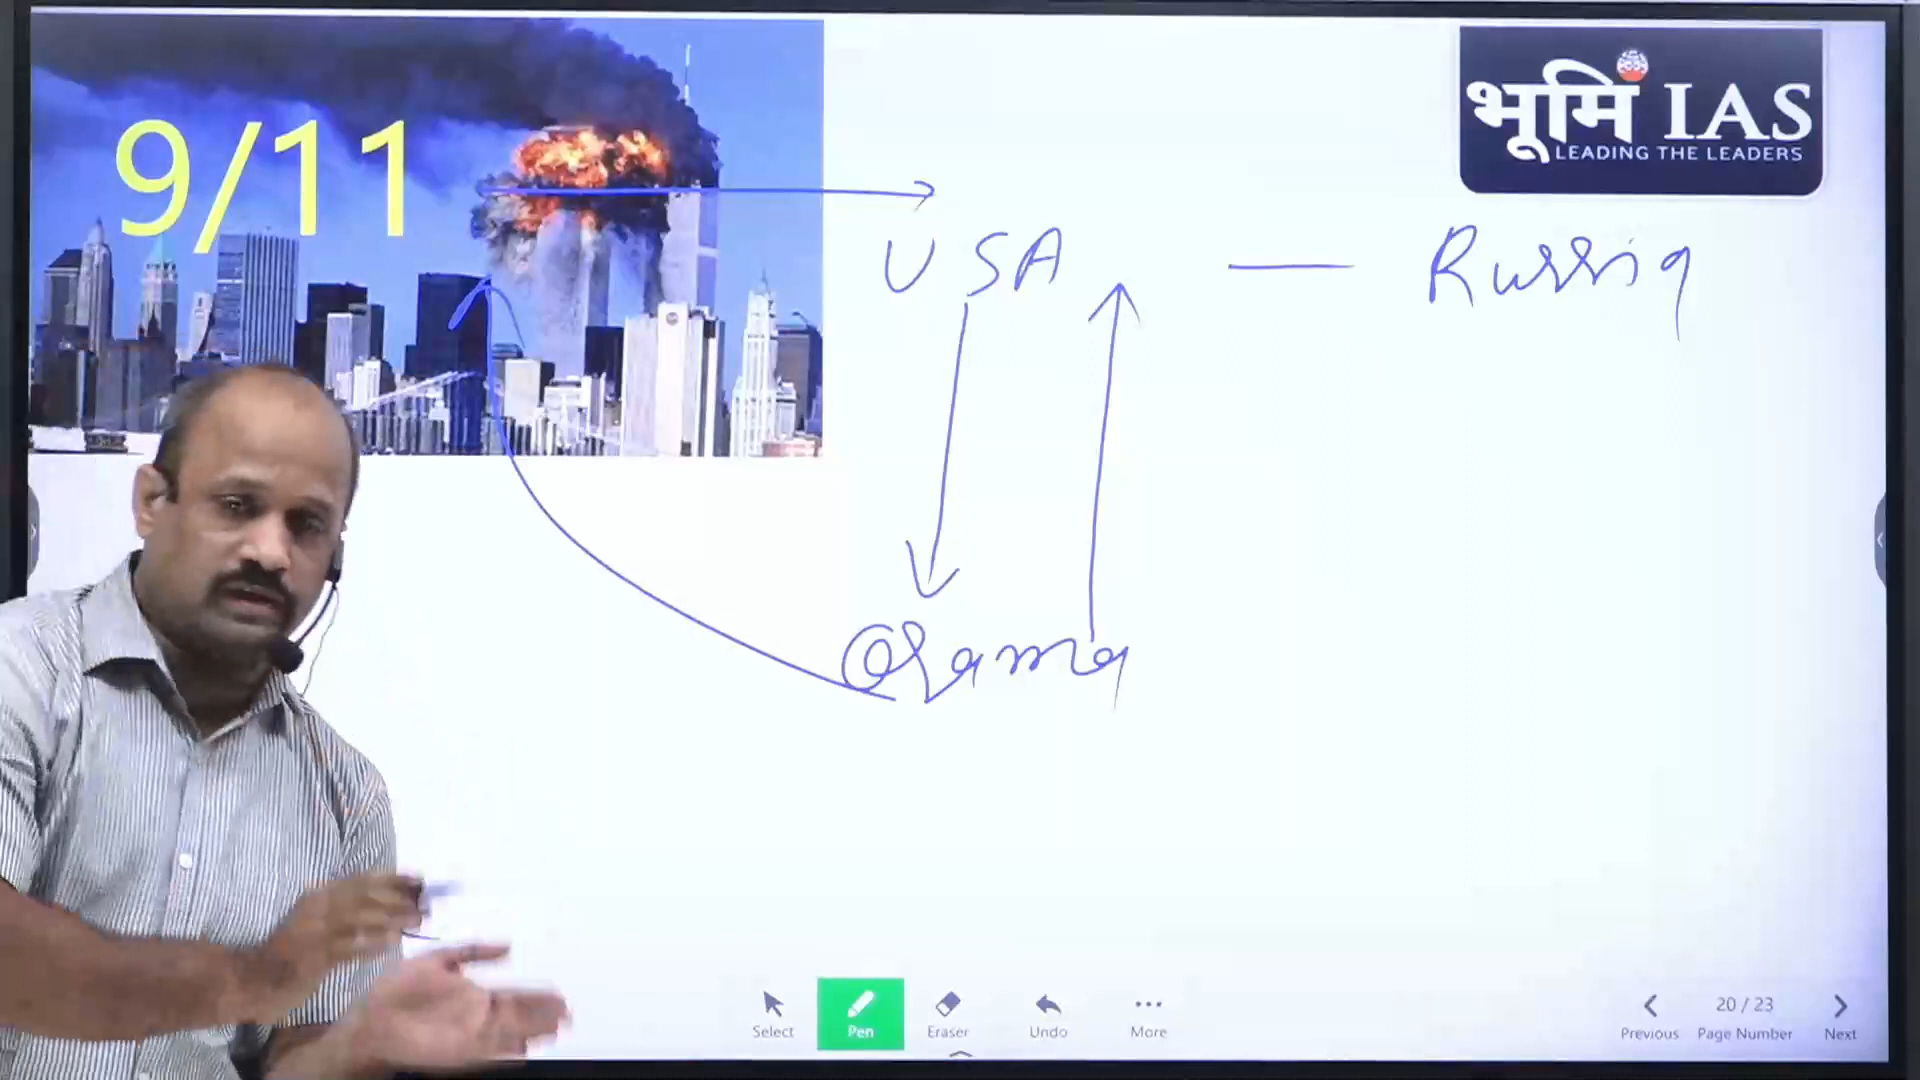 9/11
भूमि IAS
LEADING THE LEADERS
USA — Russia
Select
Pen
Eraser
Undo
More
Previous
20 / 23
Page Number
Next